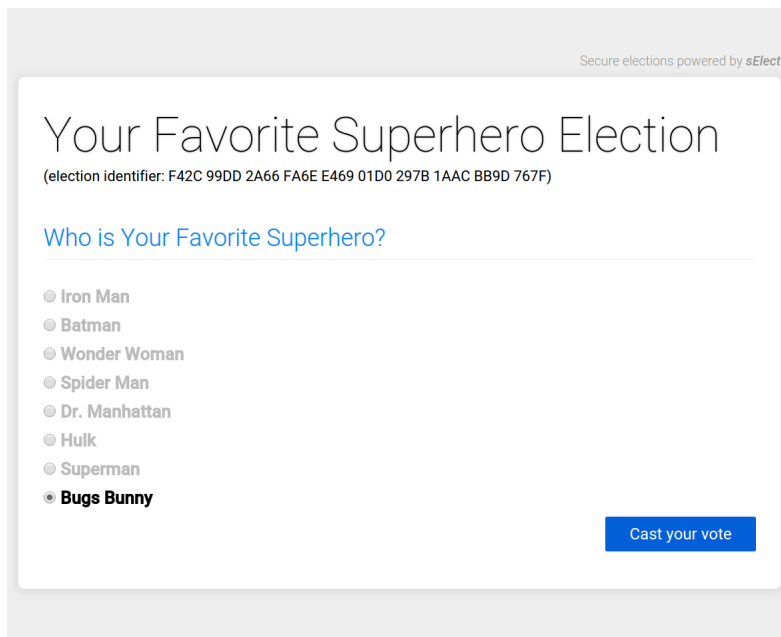 Secure elections powered by sElect
Your Favorite Superhero Election
(election identifier: F42C 99DD 2A66 FA6E E469 01D0 297B 1AAC BB9D 767F)
Who is Your Favorite Superhero?
Iron Man
Batman
Wonder Woman
Spider Man
Dr. Manhattan
Hulk
Superman
Bugs Bunny
Cast your vote